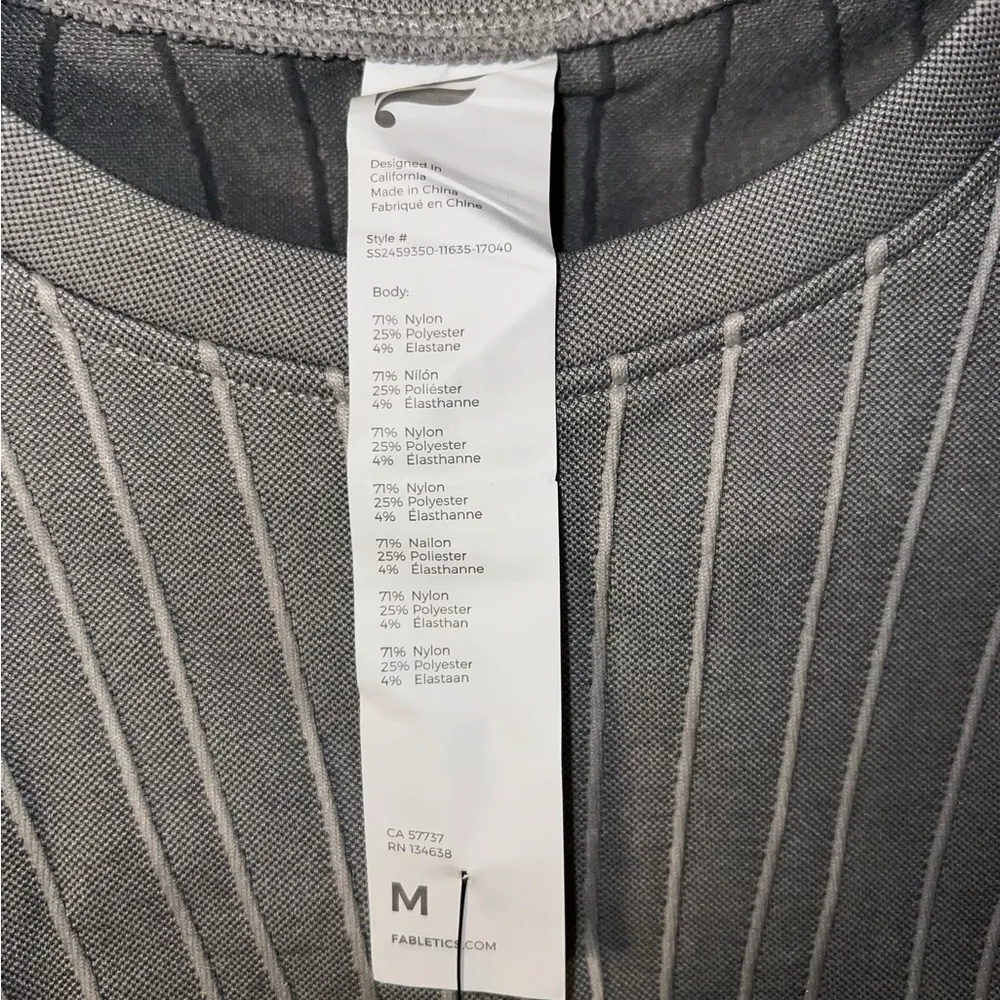 Designed in
California
Made in China
Fabriqué en Chine
Style #
SS2459350-11635-17040
Body:
71% Nylon
25% Polyester
4% Elastane
71% Nilón
25% Poliéster
4% Élasthanne
71% Nylon
25% Polyester
4% Élasthanne
71% Nylon
25% Polyester
4% Élasthanne
71% Nailon
25% Poliester
4% Élasthanne
71% Nylon
25% Polyester
4% Élasthan
71% Nylon
25% Polyester
4% Elastaan
CA 57737
RN 134638
M
FABLETICS.COM